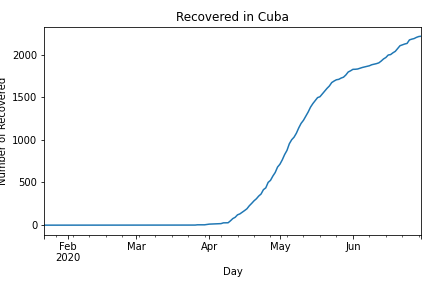 Recovered in Cuba
Number of Recovered
2000
1500
1000
500
0
Feb
2020
Mar
Apr
May
Jun
Day